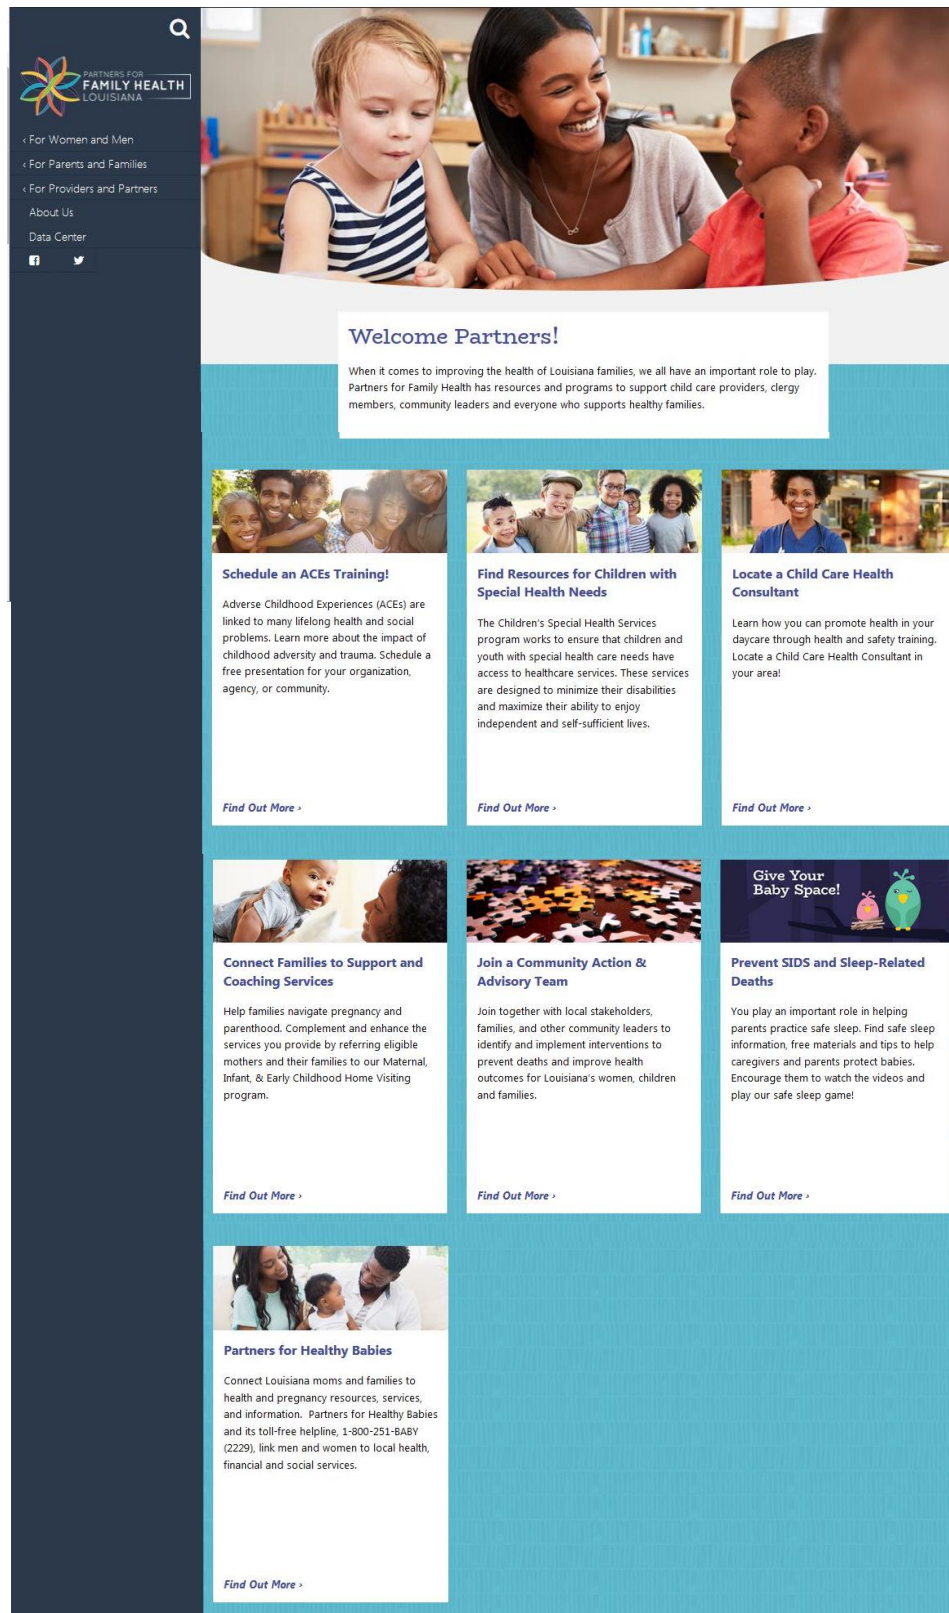 PARTNERS FOR
FAMILY HEALTH
LOUISIANA
‹ For Women and Men
‹ For Parents and Families
‹ For Providers and Partners
About Us
Data Center
Welcome Partners!
When it comes to improving the health of Louisiana families, we all have an important role to play.
Partners for Family Health has resources and programs to support child care providers, clergy
members, community leaders and everyone who supports healthy families.
Schedule an ACEs Training!
Adverse Childhood Experiences (ACEs) are
linked to many lifelong health and social
problems. Learn more about the impact of
childhood adversity and trauma. Schedule a
free presentation for your organization,
agency, or community.
Find Out More ›
Find Resources for Children with
Special Health Needs
The Children's Special Health Services
program works to ensure that children and
youth with special health care needs have
access to healthcare services. These services
are designed to minimize their disabilities
and maximize their ability to enjoy
independent and self-sufficient lives.
Find Out More ›
Locate a Child Care Health
Consultant
Learn how you can promote health in your
daycare through health and safety training.
Locate a Child Care Health Consultant in
your area!
Find Out More ›
Connect Families to Support and
Coaching Services
Help families navigate pregnancy and
parenthood. Complement and enhance the
services you provide by referring eligible
mothers and their families to our Maternal,
Infant, & Early Childhood Home Visiting
program.
Find Out More ›
Join a Community Action &
Advisory Team
Join together with local stakeholders,
families, and other community leaders to
identify and implement interventions to
prevent deaths and improve health
outcomes for Louisiana's women, children
and families.
Find Out More ›
Give Your
Baby Space!
Prevent SIDS and Sleep-Related
Deaths
You play an important role in helping
parents practice safe sleep. Find safe sleep
information, free materials and tips to help
caregivers and parents protect babies.
Encourage them to watch the videos and
play our safe sleep game!
Find Out More ›
Partners for Healthy Babies
Connect Louisiana moms and families to
health and pregnancy resources, services,
and information.  Partners for Healthy Babies
and its toll-free helpline, 1-800-251-BABY
(2229), link men and women to local health,
financial and social services.
Find Out More ›